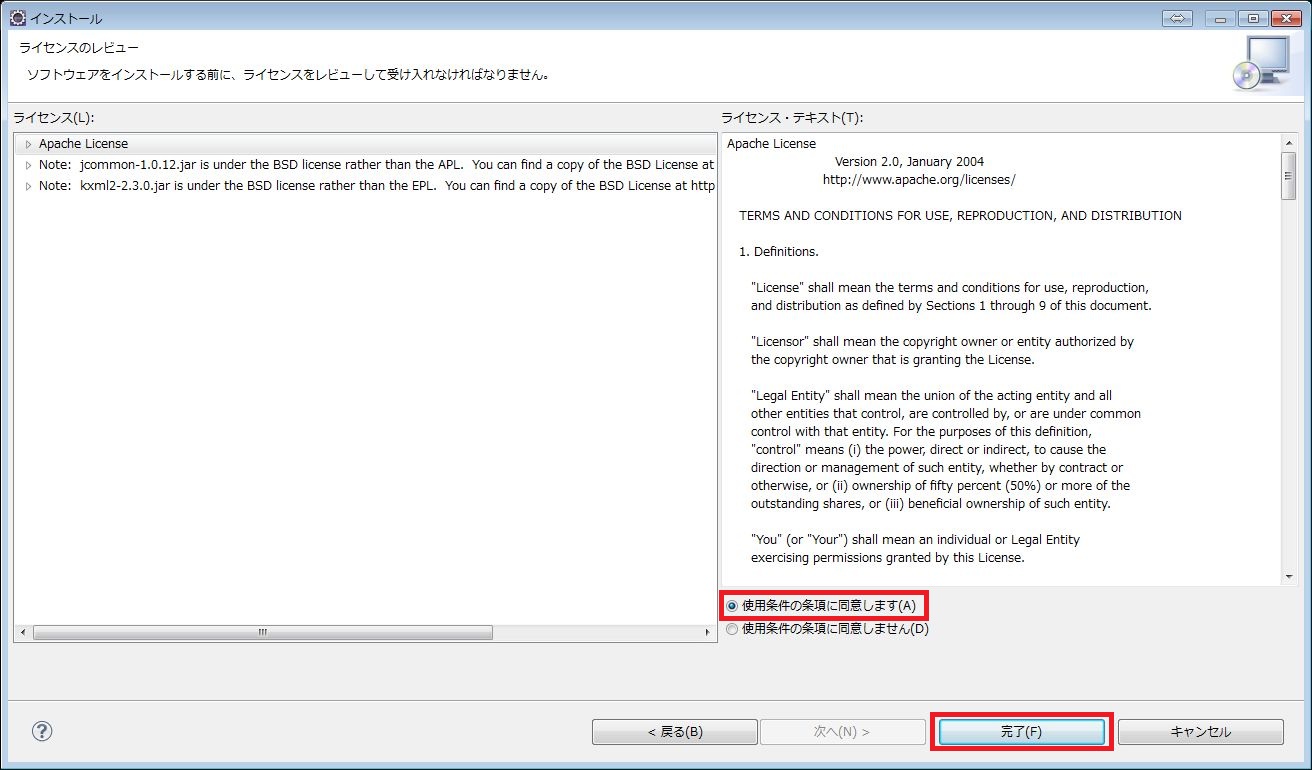 インストール
ライセンスのレビュー
ソフトウェアをインストールする前に、ライセンスをレビューして受け入れなければなりません。
ライセンス(L):
Apache License
Note:  jcommon-1.0.12.jar is under the BSD license rather than the APL.  You can find a copy of the BSD License at
Note:  kxml2-2.3.0.jar is under the BSD license rather than the EPL.  You can find a copy of the BSD License at http
ライセンス・テキスト(T):
Apache License
Version 2.0, January 2004
http://www.apache.org/licenses/
TERMS AND CONDITIONS FOR USE, REPRODUCTION, AND DISTRIBUTION
1. Definitions.
"License" shall mean the terms and conditions for use, reproduction,
and distribution as defined by Sections 1 through 9 of this document.
"Licensor" shall mean the copyright owner or entity authorized by
the copyright owner that is granting the License.
"Legal Entity" shall mean the union of the acting entity and all
other entities that control, are controlled by, or are under common
control with that entity. For the purposes of this definition,
"control" means (i) the power, direct or indirect, to cause the
direction or management of such entity, whether by contract or
otherwise, or (ii) ownership of fifty percent (50%) or more of the
outstanding shares, or (iii) beneficial ownership of such entity.
"You" (or "Your") shall mean an individual or Legal Entity
exercising permissions granted by this License.
使用条件の条項に同意します(A)
使用条件の条項に同意しません(D)
?
< 戻る(B)
次へ(N) >
完了(F)
キャンセル